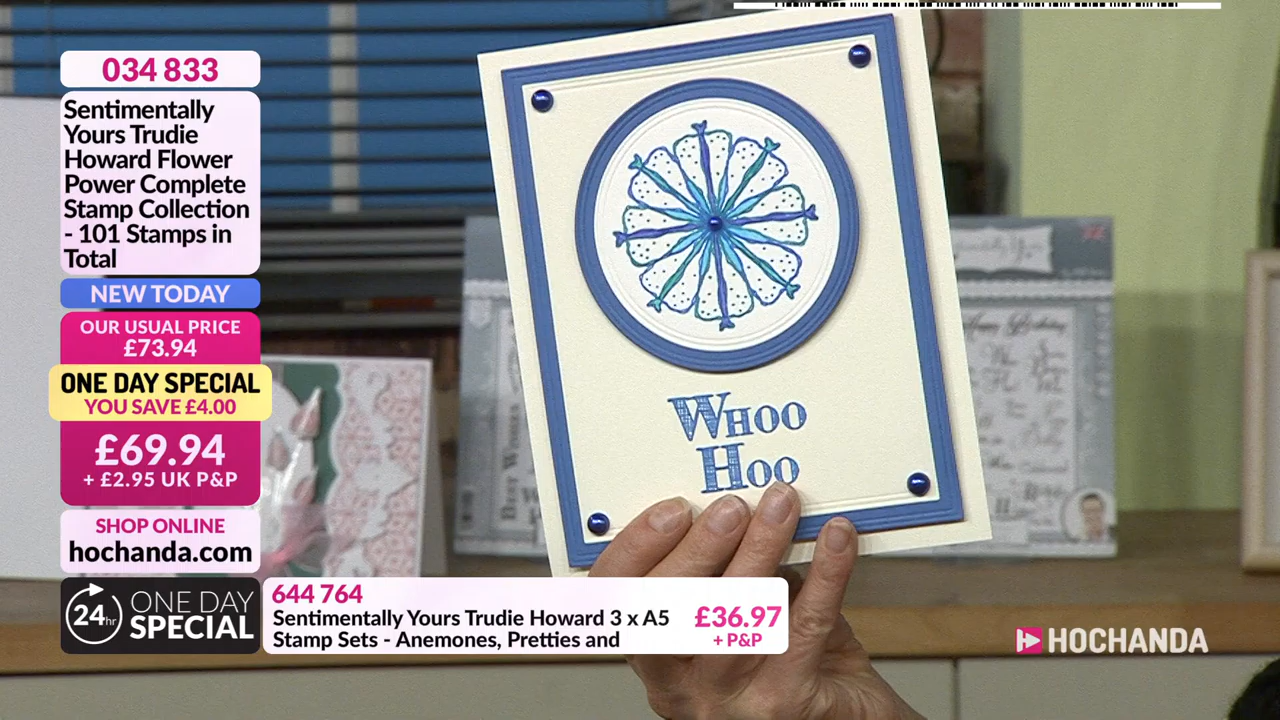 034 833
Sentimentally
Yours Trudie
Howard Flower
Power Complete
Stamp Collection
- 101 Stamps in
Total
NEW TODAY
OUR USUAL PRICE
£73.94
ONE DAY SPECIAL
YOU SAVE £4.00
£69.94
+ £2.95 UK P&P
SHOP ONLINE
hochanda.com
24hr
ONE DAY
SPECIAL
644 764
Sentimentally Yours Trudie Howard 3 x A5
Stamp Sets - Anemones, Pretties and
£36.97
+ P&P
WHOO
HOO
Happy Birthday
BEST
HOCHANDA